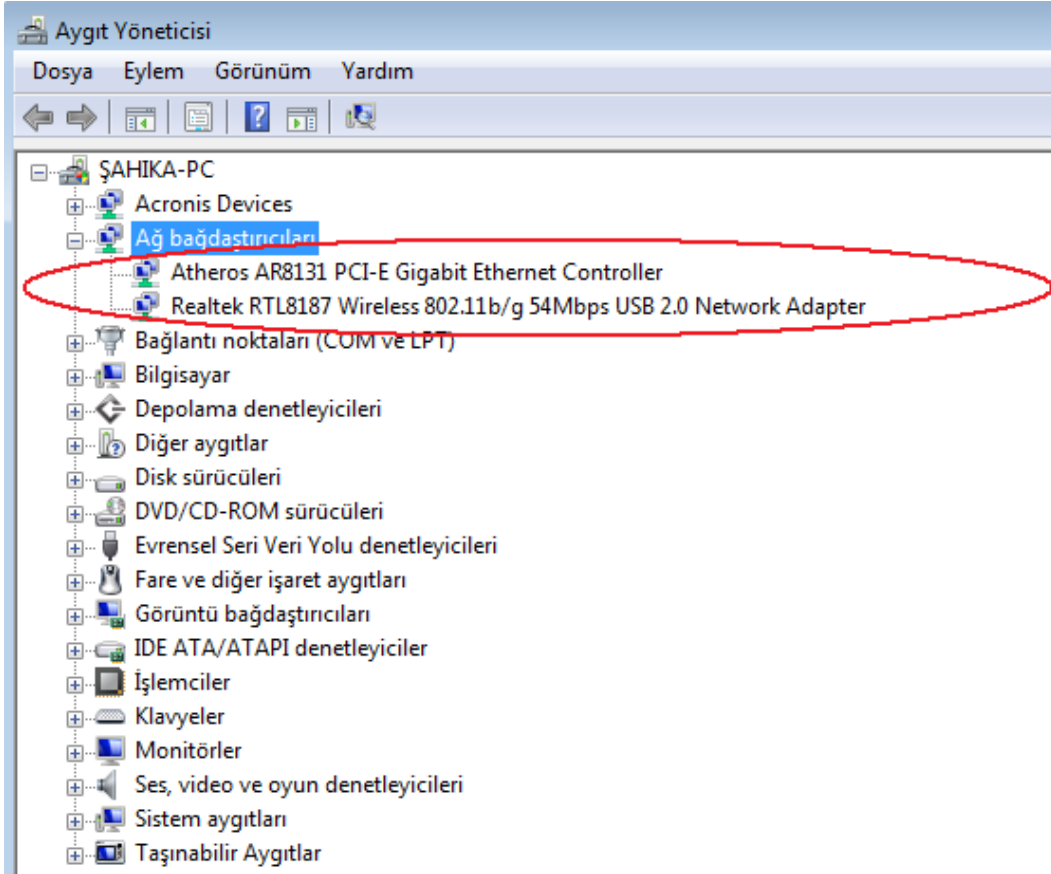 Aygıt Yöneticisi
Dosya Eylem Görünüm Yardım
ŞAHIKA-PC
Acronis Devices
Ağ bağdaştırıcıları
Atheros AR8131 PCI-E Gigabit Ethernet Controller
Realtek RTL8187 Wireless 802.11b/g 54Mbps USB 2.0 Network Adapter
Bağlantı noktaları (COM ve LPT)
Bilgisayar
Depolama denetleyicileri
Diğer aygıtlar
Disk sürücüleri
DVD/CD-ROM sürücüleri
Evrensel Seri Veri Yolu denetleyicileri
Fare ve diğer işaret aygıtları
Görüntü bağdaştırıcıları
IDE ATA/ATAPI denetleyiciler
İşlemciler
Klavyeler
Monitörler
Ses, video ve oyun denetleyicileri
Sistem aygıtları
Taşınabilir Aygıtlar